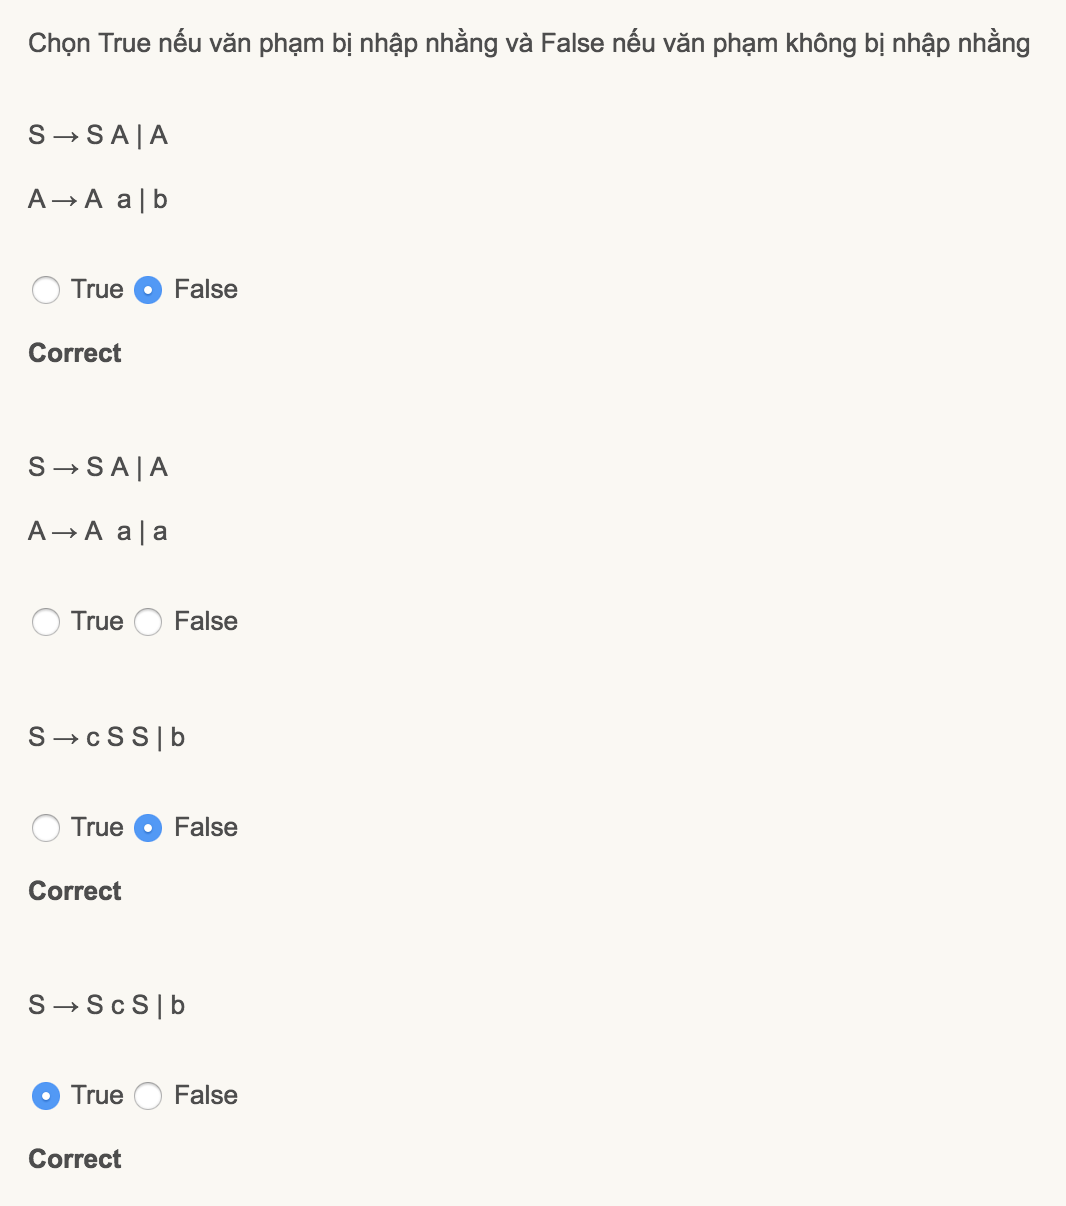 Chọn True nếu văn phạm bị nhập nhằng và False nếu văn phạm không bị nhập nhằng
S → S A | A
A → A a | b
True False
Correct
S → S A | A
A → A a | a
True False
S → c S S | b
True False
Correct
S → S c S | b
True False
Correct